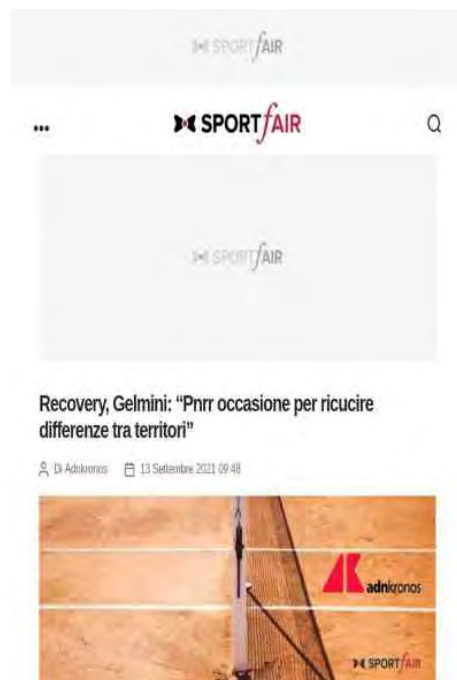 SPORTfAIR
SPORTfAIR
SPORTfAIR
Recovery, Gelmini: “Pnrr occasione per ricucire
differenze tra territori”
Di Adnkronos 13 Settembre 2021 09:48
adnkronos
SPORTfAIR